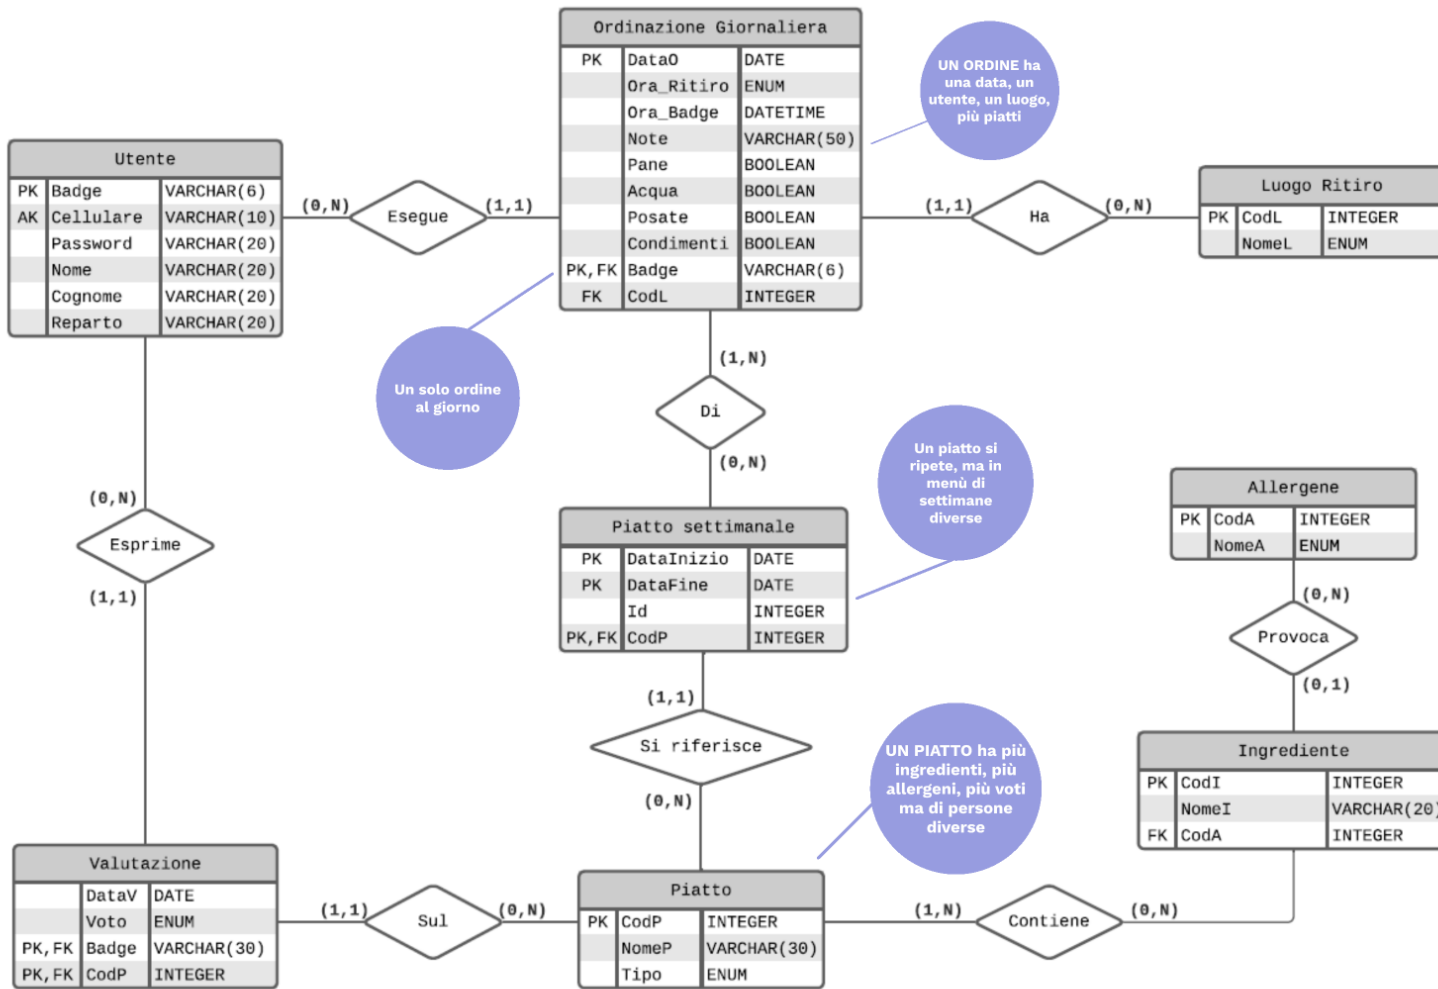 Ordinazione Giornaliera
PK DataO DATE
Ora_Ritiro ENUM
Ora_Badge DATETIME
Note VARCHAR(50)
Pane BOOLEAN
Acqua BOOLEAN
Posate BOOLEAN
Condimenti BOOLEAN
PK,FK Badge VARCHAR(6)
FK CodL INTEGER
UN ORDINE ha
una data, un
utente, un luogo,
più piatti
Utente
PK Badge VARCHAR(6)
AK Cellulare VARCHAR(10)
Password VARCHAR(20)
Nome VARCHAR(20)
Cognome VARCHAR(20)
Reparto VARCHAR(20)
(0,N)
Esegue
(1,1)
(1,1)
Ha
(0,N)
Luogo Ritiro
PK CodL INTEGER
NomeL ENUM
Un solo ordine
al giorno
(1,N)
Di
(0,N)
Un piatto si
ripete, ma in
menù di
settimane
diverse
(0,N)
Esprime
(1,1)
Piatto settimanale
PK DataInizio DATE
PK DataFine DATE
Id INTEGER
PK,FK CodP INTEGER
Allergene
PK CodA INTEGER
NomeA ENUM
(0,N)
Provoca
(0,1)
(1,1)
Si riferisce
(0,N)
UN PIATTO ha più
ingredienti, più
allergeni, più voti
ma di persone
diverse
Ingrediente
PK CodI INTEGER
NomeI VARCHAR(20)
FK CodA INTEGER
Valutazione
DataV DATE
Voto ENUM
PK,FK Badge VARCHAR(30)
PK,FK CodP INTEGER
(1,1)
Sul
(0,N)
Piatto
PK CodP INTEGER
NomeP VARCHAR(30)
Tipo ENUM
(1,N)
Contiene
(0,N)